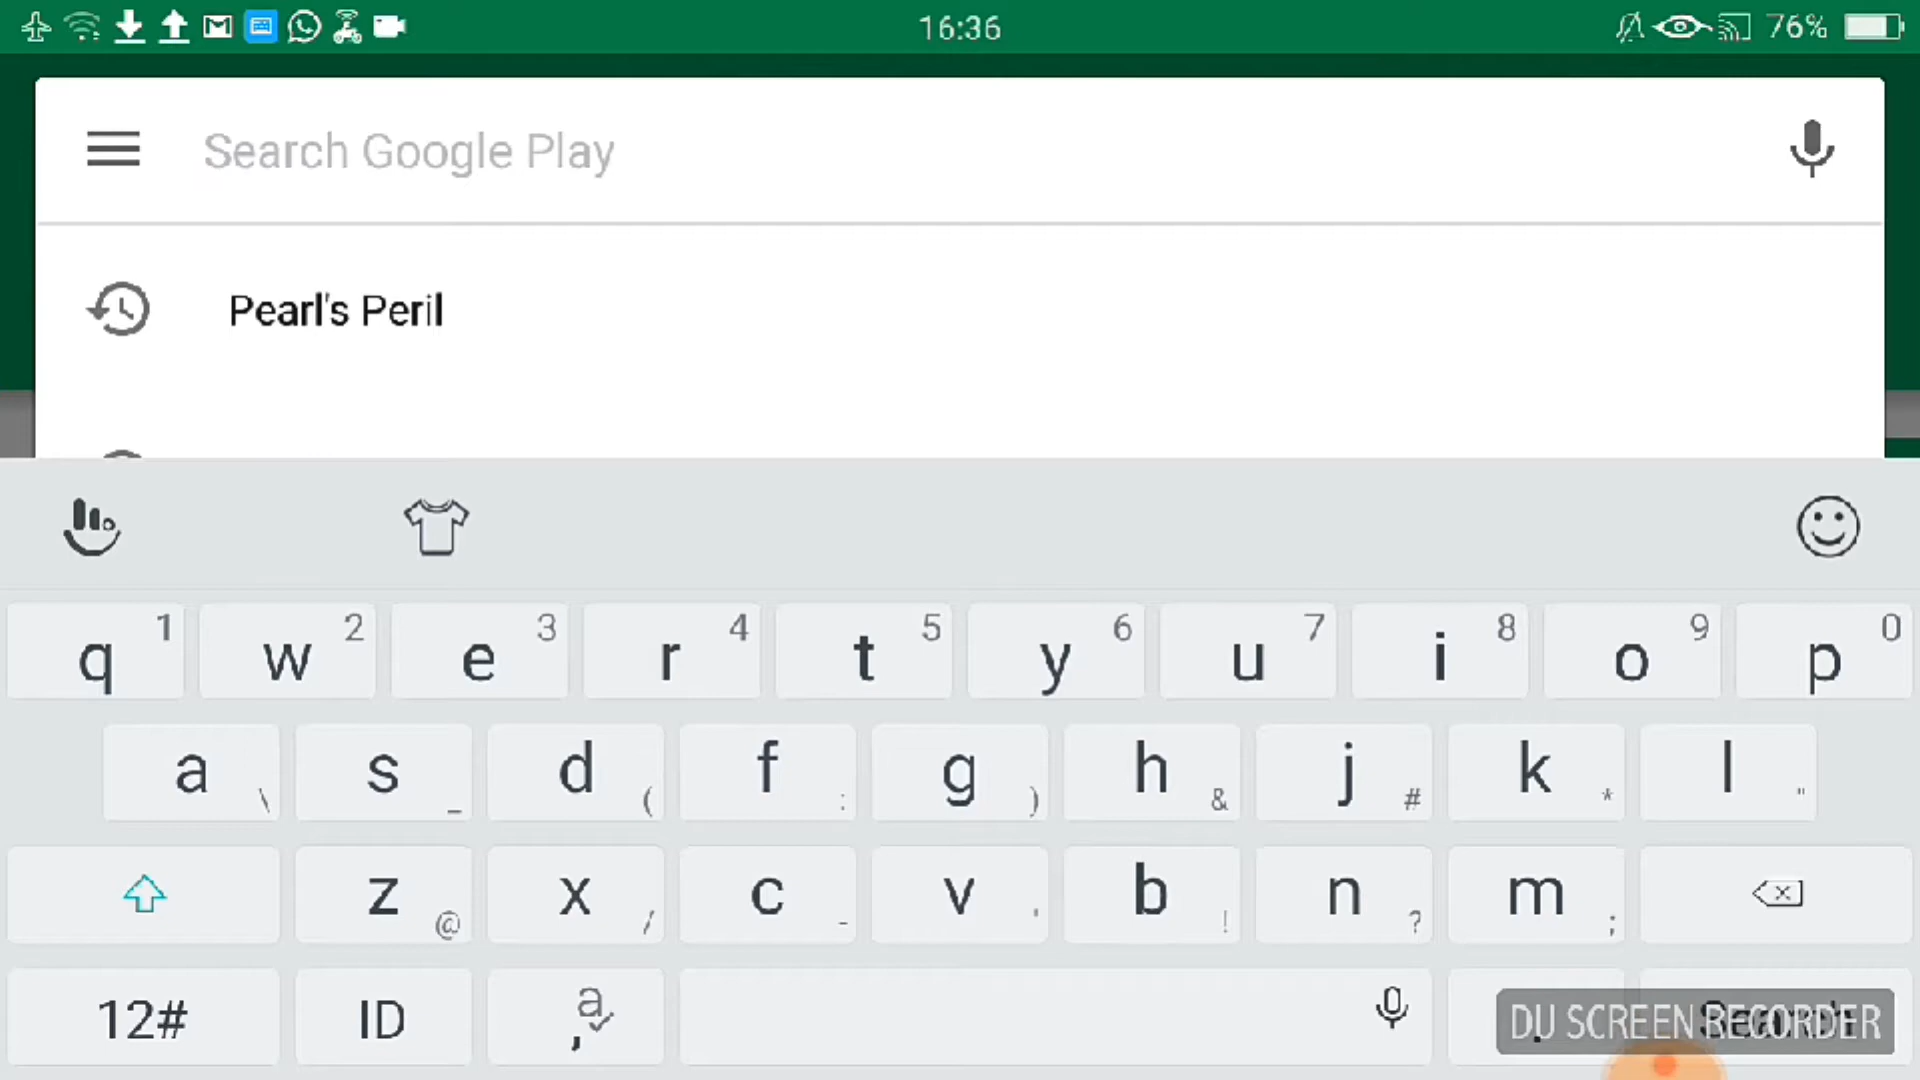 16:36
76%
Search Google Play
Pearl's Peril
q 1 w 2 e 3 r 4 t 5 y 6 u 7 i 8 o 9 p 0
a \ s _ d ( f : g ) h & j # k * l "
z @ x / c - v ' b ! n ? m ;
12# ID , a .
Search
DU SCREEN RECORDER